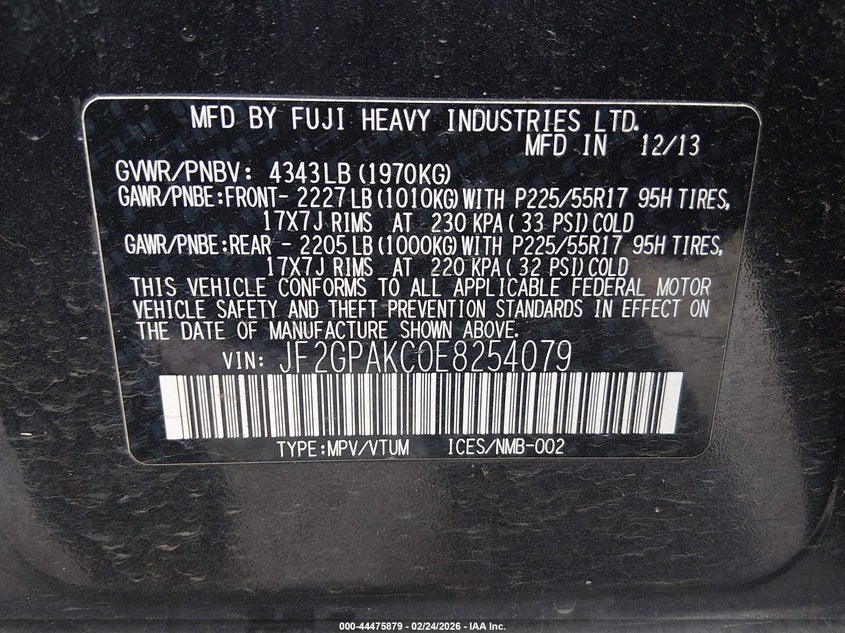 MFD BY FUJI HEAVY INDUSTRIES LTD.
MFD IN 12/13
GVWR/PNBV: 4343LB(1970KG)
GAWR/PNBE:FRONT- 2227LB(1010KG)WITH P225/55R17 95H TIRES,
17X7J RIMS AT 230 KPA( 33 PSI)COLD
GAWR/PNBE:REAR - 2205LB(1000KG)WITH P225/55R17 95H TIRES,
17X7J RIMS AT 220 KPA( 32 PSI)COLD
THIS VEHICLE CONFORMS TO ALL APPLICABLE FEDERAL MOTOR
VEHICLE SAFETY AND THEFT PREVENTION STANDARDS IN EFFECT ON
THE DATE OF MANUFACTURE SHOWN ABOVE.
VIN: JF2GPAKC0E8254079
TYPE:MPV/VTUM ICES/NMB-002
000-44475879 - 02/24/2026 - IAA Inc.